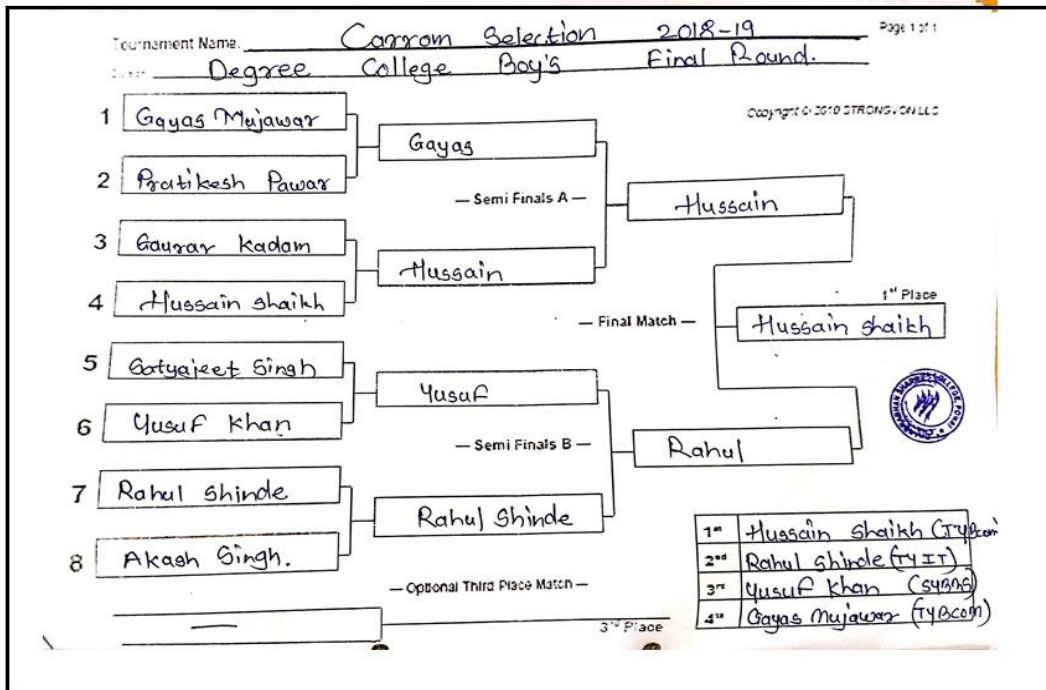 Tournament Name. Carrom Selection 2018-19 Page 1 of 1
Degree College Boy's Final Round.
Copyright © 2010 STRONGVON LLC
1 Gayas Mujawar
Gayas
2 Pratikesh Pawar
— Semi Finals A —
Hussain
3 Gaurav Kadam
Hussain
4 Hussain Shaikh
1st Place
— Final Match —
Hussain Shaikh
5 Satyajeet Singh
Yusuf
6 Yusuf Khan
— Semi Finals B —
Rahul
7 Rahul Shinde
Rahul Shinde
8 Akash Singh.
— Optional Third Place Match —
3rd Place
1st Hussain Shaikh (TYBcom
2nd Rahul Shinde (TY IT)
3rd Yusuf Khan (SYBMS)
4th Gayas Mujawar (TYBCOM)